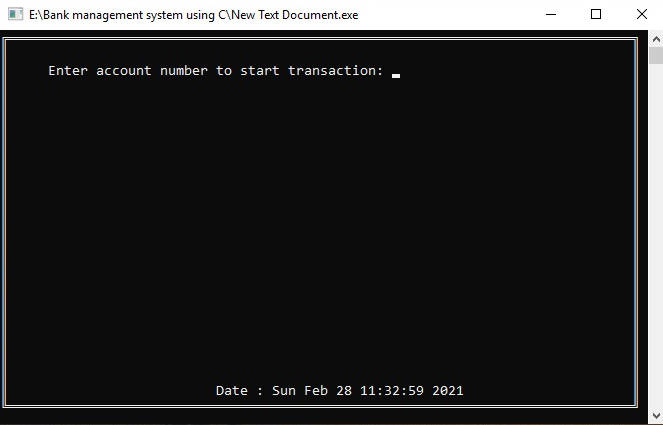 E:\Bank management system using C\New Text Document.exe
Enter account number to start transaction:
Date : Sun Feb 28 11:32:59 2021